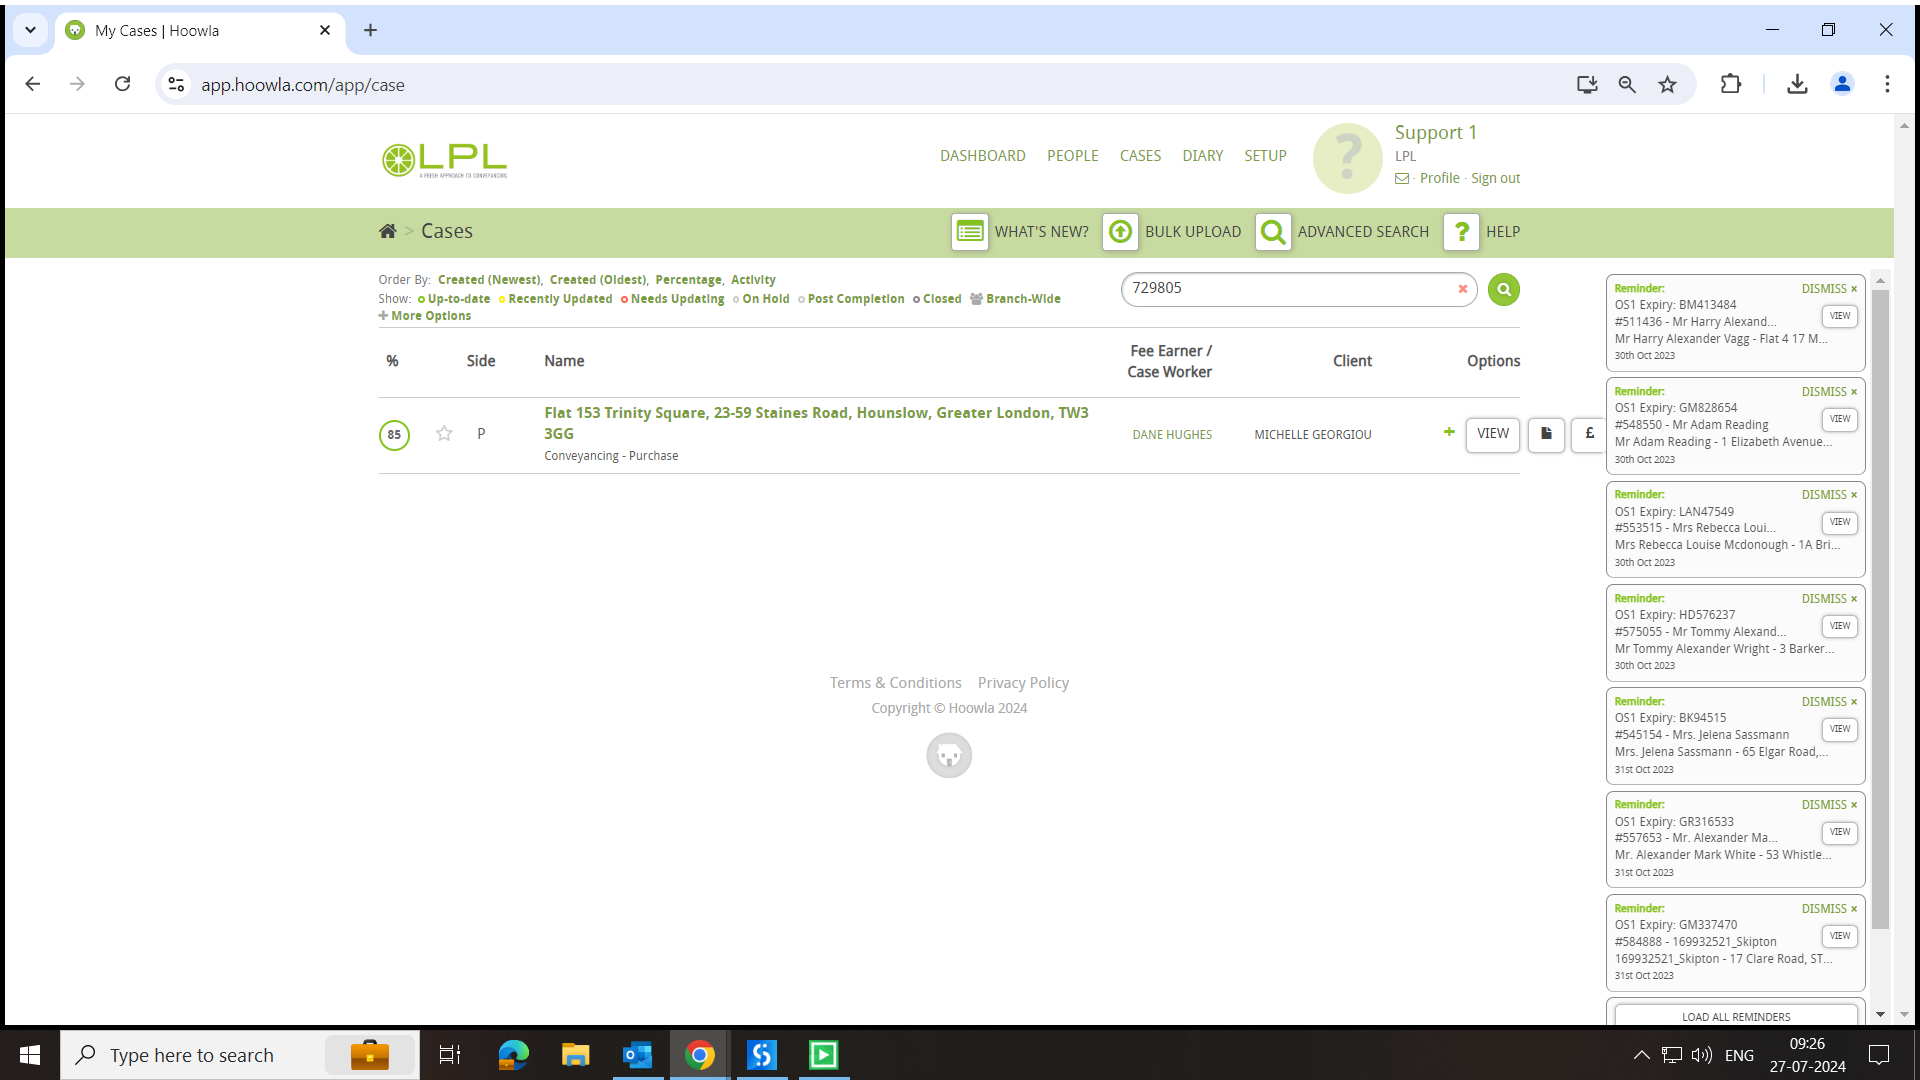 My Cases | Hoowla
app.hoowla.com/app/case
LPL
A FRESH APPROACH TO CONVEYANCING
DASHBOARD PEOPLE CASES DIARY SETUP
?
Support 1
LPL
· Profile · Sign out
> Cases
WHAT'S NEW? BULK UPLOAD ADVANCED SEARCH ? HELP
Order By: Created (Newest), Created (Oldest), Percentage, Activity
Show: Up-to-date Recently Updated Needs Updating On Hold Post Completion Closed Branch-Wide
+ More Options
729805
% Side Name Fee Earner / Case Worker Client Options
85 P Flat 153 Trinity Square, 23-59 Staines Road, Hounslow, Greater London, TW3
3GG
Conveyancing - Purchase
DANE HUGHES MICHELLE GEORGIOU + VIEW £
Terms & Conditions Privacy Policy
Copyright © Hoowla 2024
Reminder: DISMISS ×
OS1 Expiry: BM413484
#511436 - Mr Harry Alexand... VIEW
Mr Harry Alexander Vagg - Flat 4 17 M...
30th Oct 2023
Reminder: DISMISS ×
OS1 Expiry: GM828654
#548550 - Mr Adam Reading VIEW
Mr Adam Reading - 1 Elizabeth Avenue...
30th Oct 2023
Reminder: DISMISS ×
OS1 Expiry: LAN47549
#553515 - Mrs Rebecca Loui... VIEW
Mrs Rebecca Louise Mcdonough - 1A Bri...
30th Oct 2023
Reminder: DISMISS ×
OS1 Expiry: HD576237
#575055 - Mr Tommy Alexand... VIEW
Mr Tommy Alexander Wright - 3 Barker...
30th Oct 2023
Reminder: DISMISS ×
OS1 Expiry: BK94515
#545154 - Mrs. Jelena Sassmann VIEW
Mrs. Jelena Sassmann - 65 Elgar Road,...
31st Oct 2023
Reminder: DISMISS ×
OS1 Expiry: GR316533
#557653 - Mr. Alexander Ma... VIEW
Mr. Alexander Mark White - 53 Whistle...
31st Oct 2023
Reminder: DISMISS ×
OS1 Expiry: GM337470
#584888 - 169932521_Skipton VIEW
169932521_Skipton - 17 Clare Road, ST...
31st Oct 2023
LOAD ALL REMINDERS
Type here to search
ENG
09:26
27-07-2024